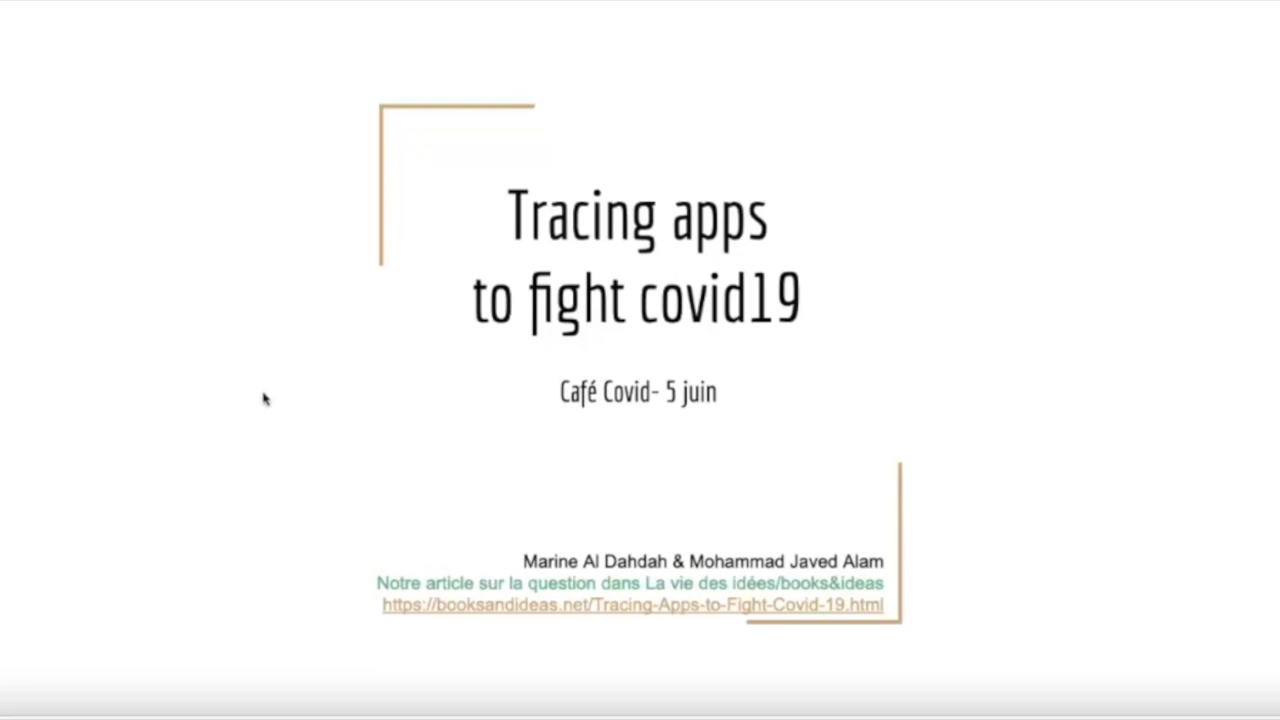 Tracing apps
to fight covid19
Café Covid- 5 juin
Marine Al Dahdah & Mohammad Javed Alam
Notre article sur la question dans La vie des idées/books&ideas
https://booksandideas.net/Tracing-Apps-to-Fight-Covid-19.html